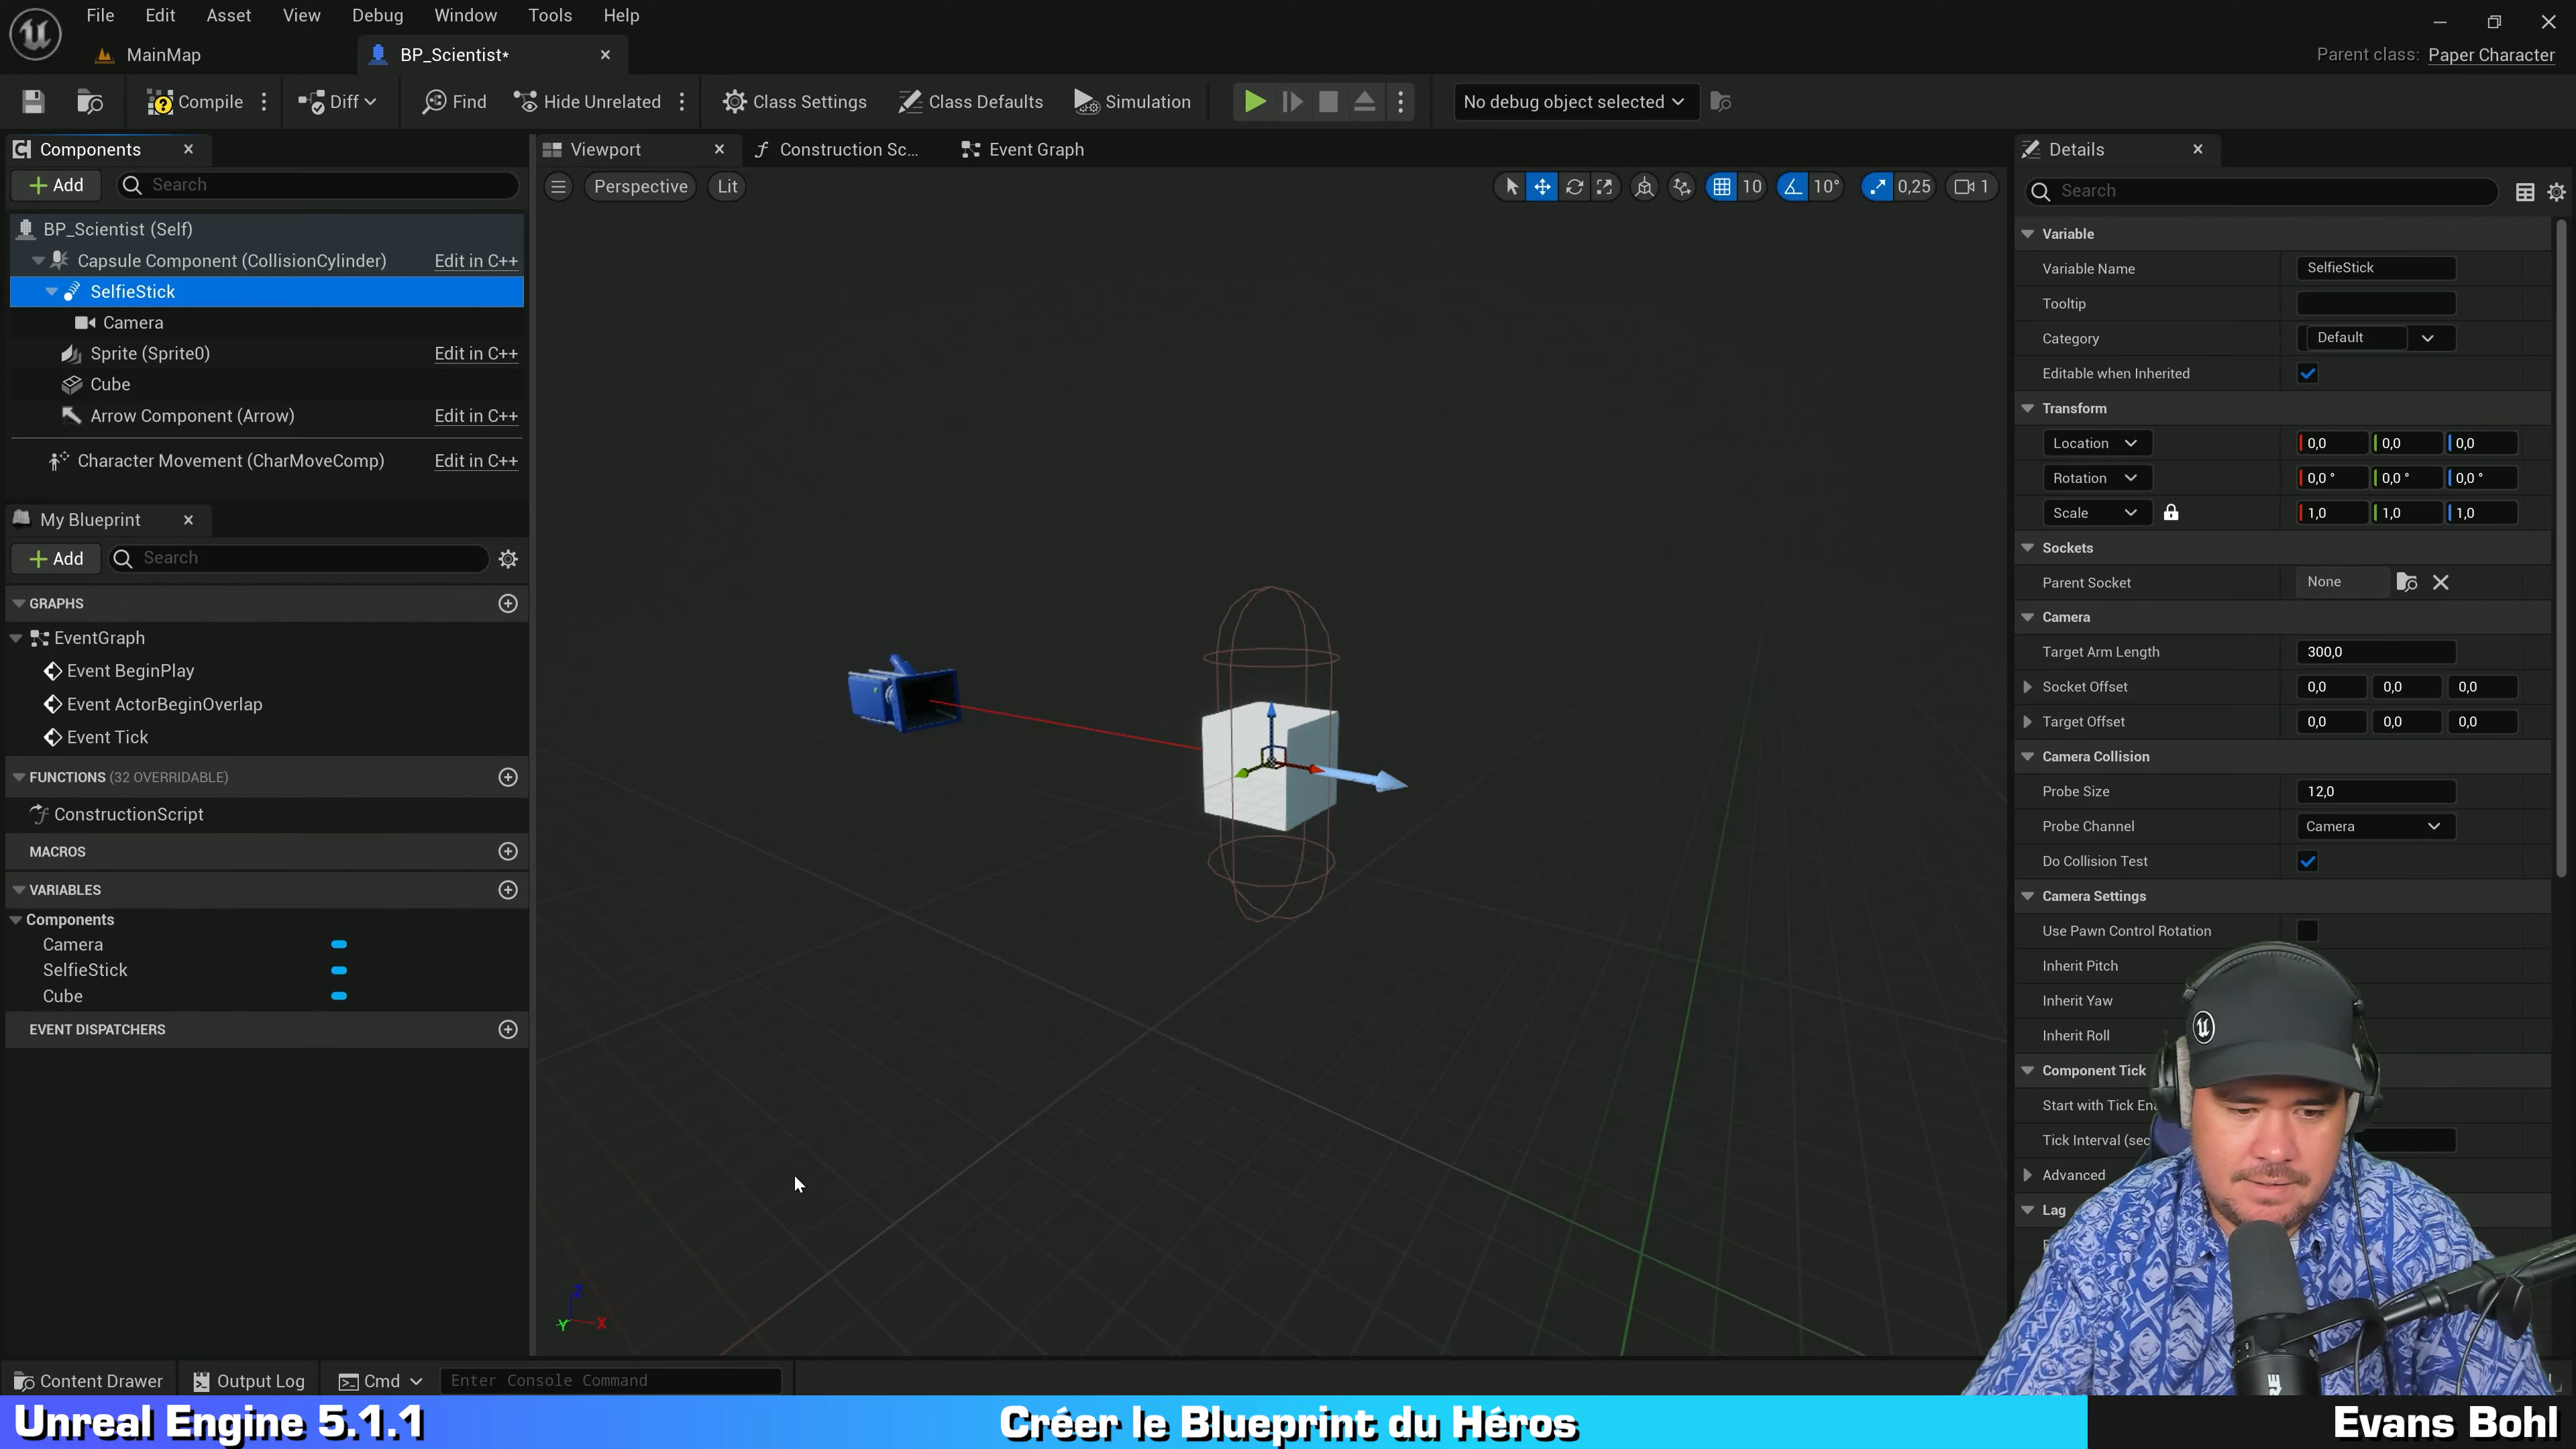 File Edit Asset View Debug Window Tools Help
MainMap
BP_Scientist*
Parent class: Paper Character
Compile Diff Find Hide Unrelated Class Settings Class Defaults Simulation No debug object selected
Components
Add Search
BP_Scientist (Self)
Capsule Component (CollisionCylinder) Edit in C++
SelfieStick
Camera
Sprite (Sprite0) Edit in C++
Cube
Arrow Component (Arrow) Edit in C++
Character Movement (CharMoveComp) Edit in C++
My Blueprint
Add Search
GRAPHS
EventGraph
Event BeginPlay
Event ActorBeginOverlap
Event Tick
FUNCTIONS (32 OVERRIDABLE)
ConstructionScript
MACROS
VARIABLES
Components
Camera
SelfieStick
Cube
EVENT DISPATCHERS
Viewport Construction Sc... Event Graph
Perspective Lit 10 10° 0,25 1
Z
Y X
Details
Search
Variable
Variable Name SelfieStick
Tooltip
Category Default
Editable when Inherited
Transform
Location 0,0 0,0 0,0
Rotation 0,0 ° 0,0 ° 0,0 °
Scale 1,0 1,0 1,0
Sockets
Parent Socket None
Camera
Target Arm Length 300,0
Socket Offset 0,0 0,0 0,0
Target Offset 0,0 0,0 0,0
Camera Collision
Probe Size 12,0
Probe Channel Camera
Do Collision Test
Camera Settings
Use Pawn Control Rotation
Inherit Pitch
Inherit Yaw
Inherit Roll
Component Tick
Start with Tick Ena
Tick Interval (sec
Advanced
Lag
Content Drawer Output Log Cmd Enter Console Command
Unreal Engine 5.1.1 Créer le Blueprint du Héros Evans Bohl